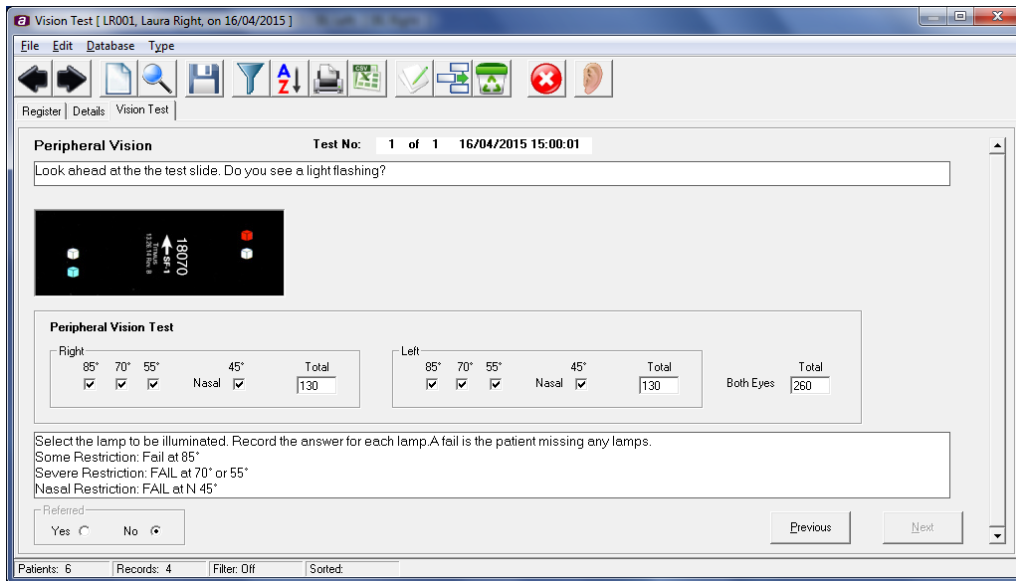 Vision Test [ LR001, Laura Right, on 16/04/2015 ]
File Edit Database Type
A
Z
CSV
X
Register Details Vision Test
Peripheral Vision Test No: 1 of 1 16/04/2015 15:00:01
Look ahead at the the test slide. Do you see a light flashing?
18070
SF-1
Titmus
Peripheral Vision Test
Right
85° 70° 55° 45° Total
Nasal 130
Left
85° 70° 55° 45° Total
Nasal 130
Total
Both Eyes 260
Select the lamp to be illuminated. Record the answer for each lamp.A fail is the patient missing any lamps.
Some Restriction: Fail at 85°
Severe Restriction: FAIL at 70° or 55°
Nasal Restriction: FAIL at N 45°
Referred
Yes No
Previous Next
Patients: 6 Records: 4 Filter: Off Sorted: